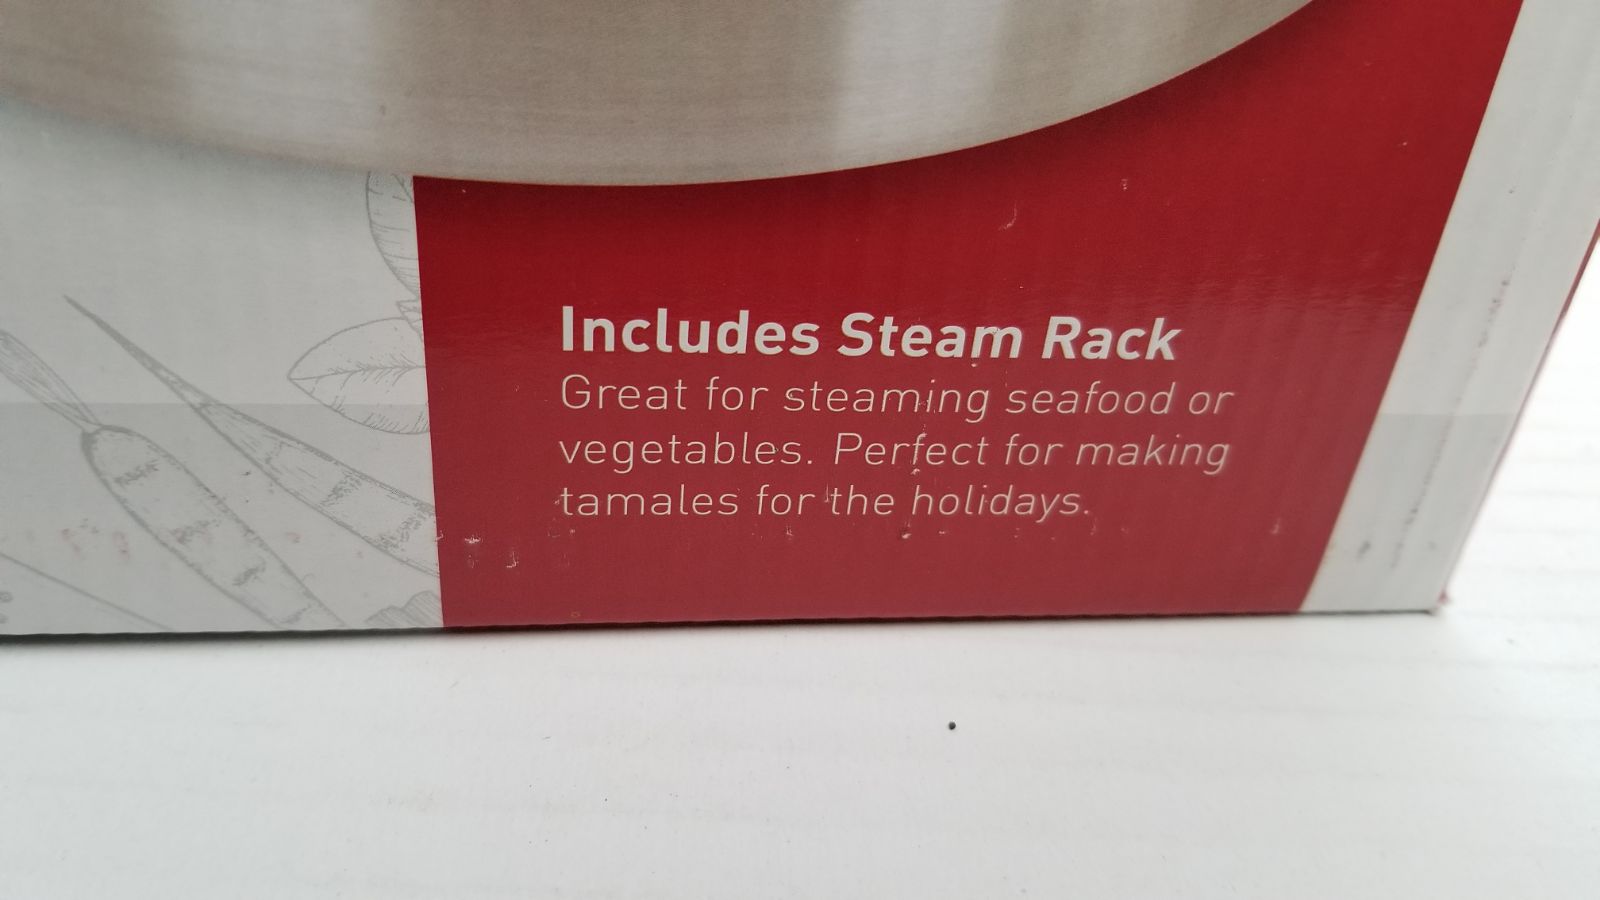 Includes Steam Rack
Great for steaming seafood or
vegetables. Perfect for making
tamales for the holidays.